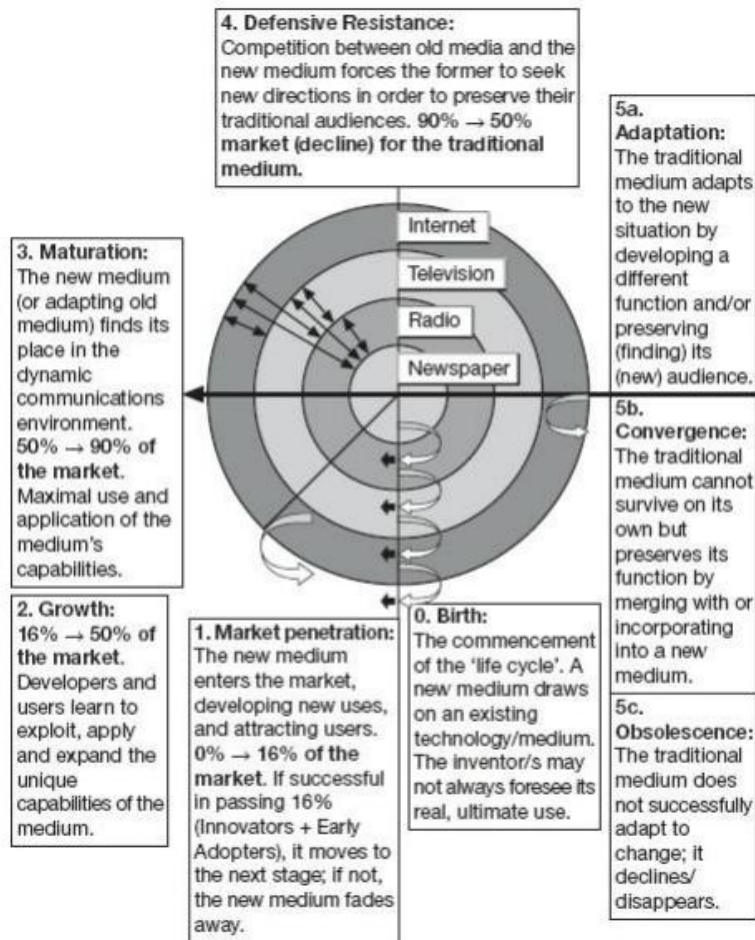 4. Defensive Resistance:
Competition between old media and the
new medium forces the former to seek
new directions in order to preserve their
traditional audiences. 90% → 50%
market (decline) for the traditional
medium.
Internet
Television
Radio
Newspaper
3. Maturation:
The new medium
(or adapting old
medium) finds its
place in the
dynamic
communications
environment.
50% → 90% of
the market.
Maximal use and
application of the
medium's
capabilities.
2. Growth:
16% → 50% of
the market.
Developers and
users learn to
exploit, apply
and expand the
unique
capabilities of the
medium.
1. Market penetration:
The new medium
enters the market,
developing new uses,
and attracting users.
0% → 16% of the
market. If successful
in passing 16%
(Innovators + Early
Adopters), it moves to
the next stage; if not,
the new medium fades
away.
0. Birth:
The commencement
of the ‘life cycle’. A
new medium draws
on an existing
technology/medium.
The inventor/s may
not always foresee its
real, ultimate use.
5a.
Adaptation:
The traditional
medium adapts
to the new
situation by
developing a
different
function and/or
preserving
(finding) its
(new) audience.
5b.
Convergence:
The traditional
medium cannot
survive on its
own but
preserves its
function by
merging with or
incorporating
into a new
medium.
5c.
Obsolescence:
The traditional
medium does
not successfully
adapt to
change; it
declines/
disappears.